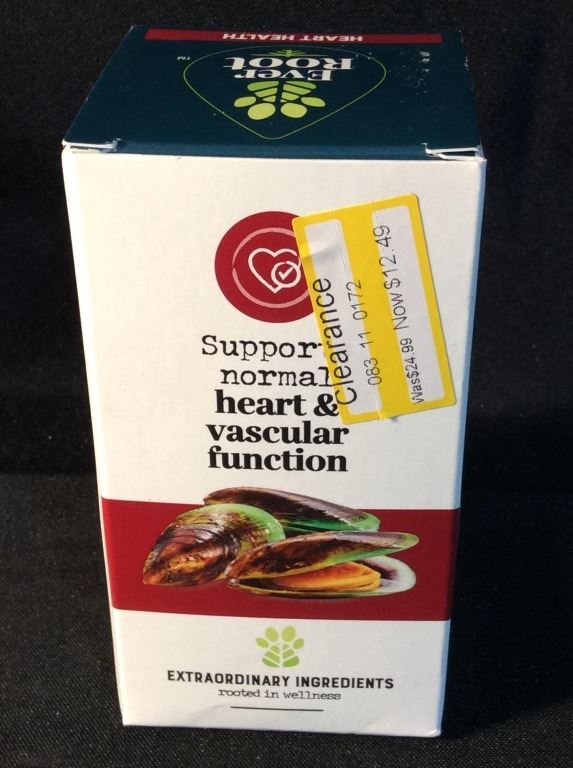 HEART HEALTH
Ever
ROOT
TM
Clearance
083 11 0172
Was$24.99 Now $12.49
Suppor
normal
heart &
vascular
function
EXTRAORDINARY INGREDIENTS
rooted in wellness